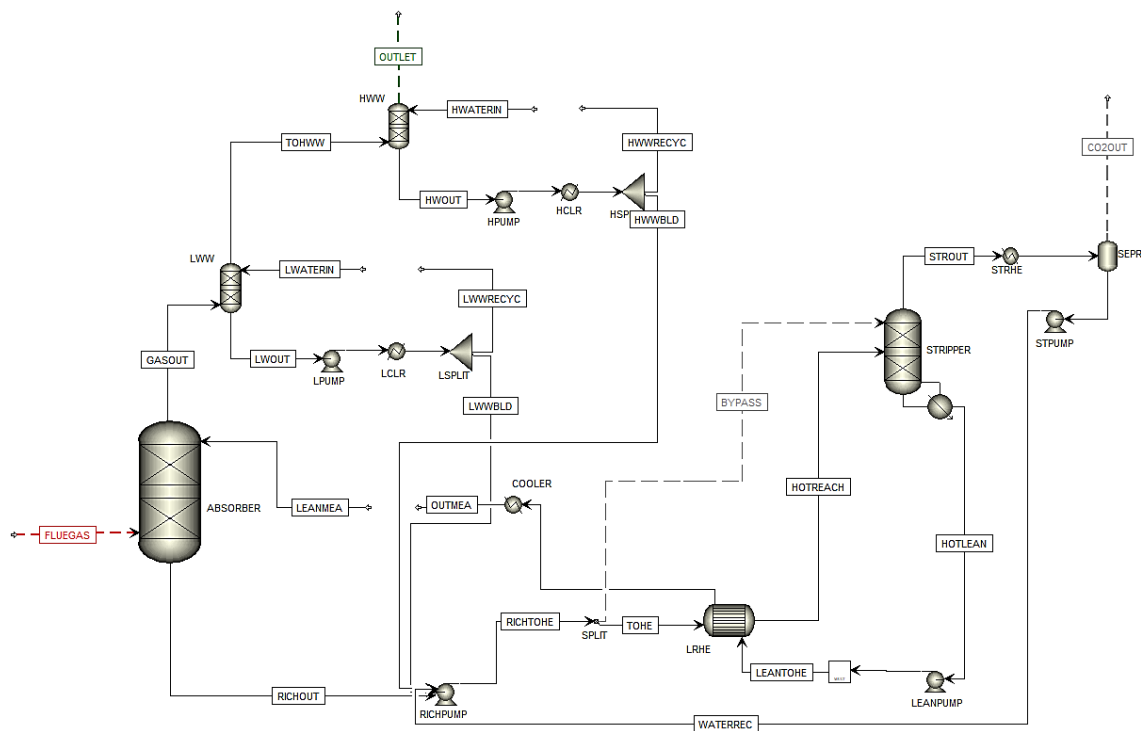 OUTLET
HWW
HWATERIN
TOHWW
HWWRECYC
CO2OUT
HWOUT
HPUMP
HCLR
HSP
HWWBLD
LWW
LWATERIN
STROUT
STRHE
SEPR
LWWRECYC
GASOUT
LWOUT
LPUMP
LCLR
LSPLIT
STPUMP
STRIPPER
LWWBLD
BYPASS
COOLER
HOTREACH
ABSORBER
LEANMEA
OUTMEA
FLUEGAS
HOTLEAN
RICHTOHE
SPLIT
TOHE
LRHE
LEANTOHE
RICHOUT
RICHPUMP
LEANPUMP
WATERREC